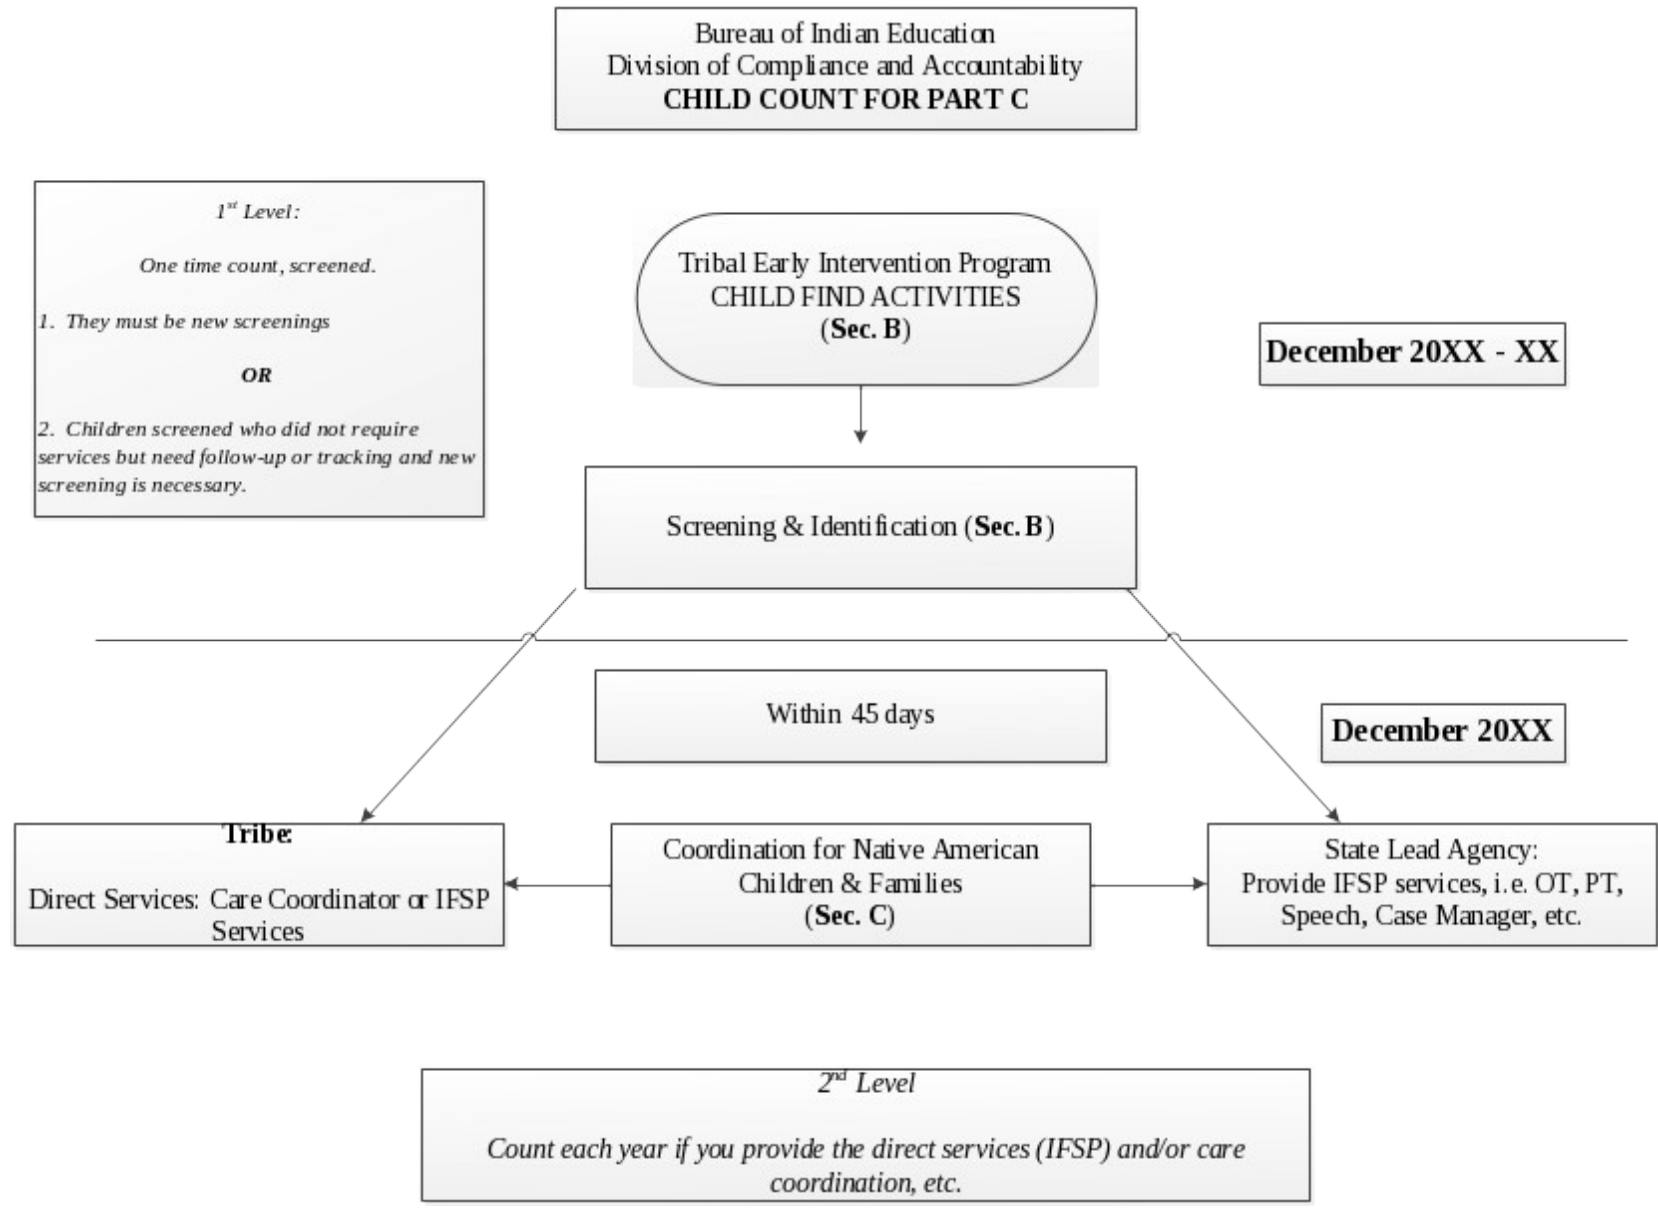 Bureau of Indian Education
Division of Compliance and Accountability
CHILD COUNT FOR PART C
1st Level:
One time count, screened.
1. They must be new screenings
OR
2. Children screened who did not require
services but need follow-up or tracking and new
screening is necessary.
Tribal Early Intervention Program
CHILD FIND ACTIVITIES
(Sec. B)
December 20XX - XX
Screening & Identification (Sec. B)
Within 45 days
December 20XX
Tribe:
Direct Services: Care Coordinator or IFSP
Services
Coordination for Native American
Children & Families
(Sec. C)
State Lead Agency:
Provide IFSP services, i.e. OT, PT,
Speech, Case Manager, etc.
2nd Level
Count each year if you provide the direct services (IFSP) and/or care
coordination, etc.